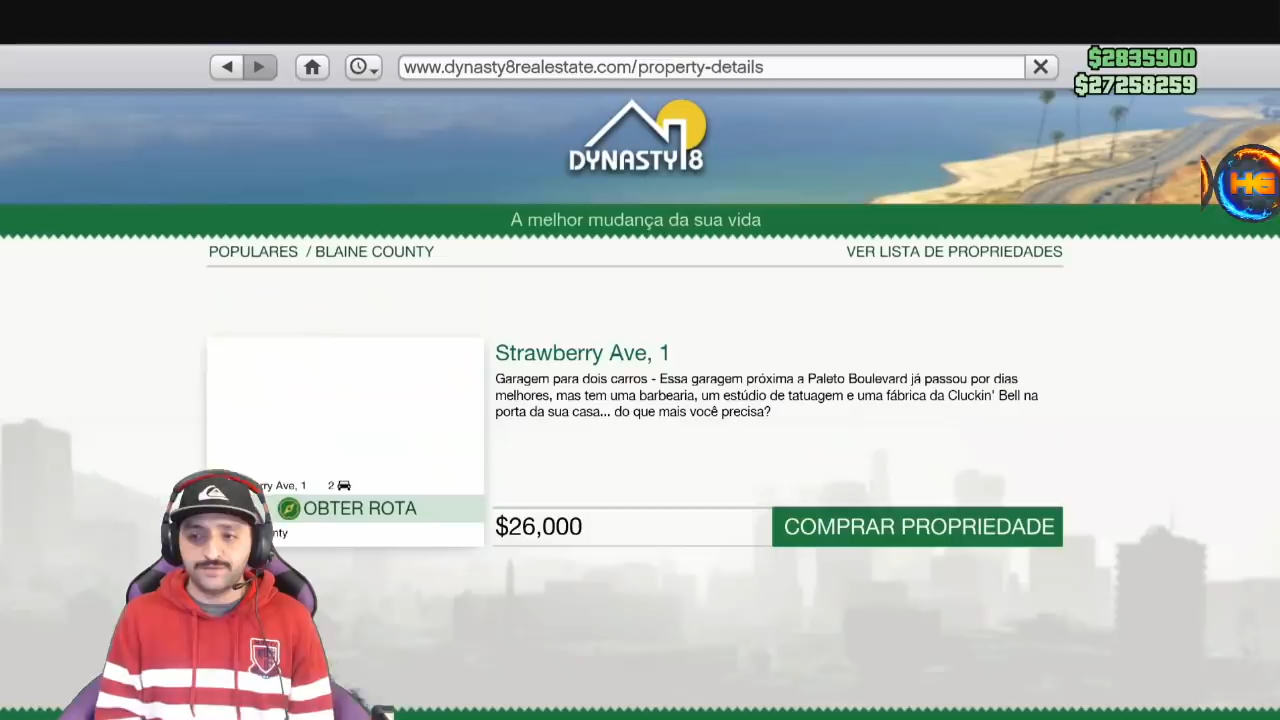 www.dynasty8realestate.com/property-details
$2835900
$27258259
DYNASTY8
HG
A melhor mudança da sua vida
POPULARES / BLAINE COUNTY
VER LISTA DE PROPRIEDADES
Strawberry Ave, 1
Garagem para dois carros - Essa garagem próxima a Paleto Boulevard já passou por dias
melhores, mas tem uma barbearia, um estúdio de tatuagem e uma fábrica da Cluckin' Bell na
porta da sua casa... do que mais você precisa?
Ave, 1 2
OBTER ROTA
$26,000
COMPRAR PROPRIEDADE